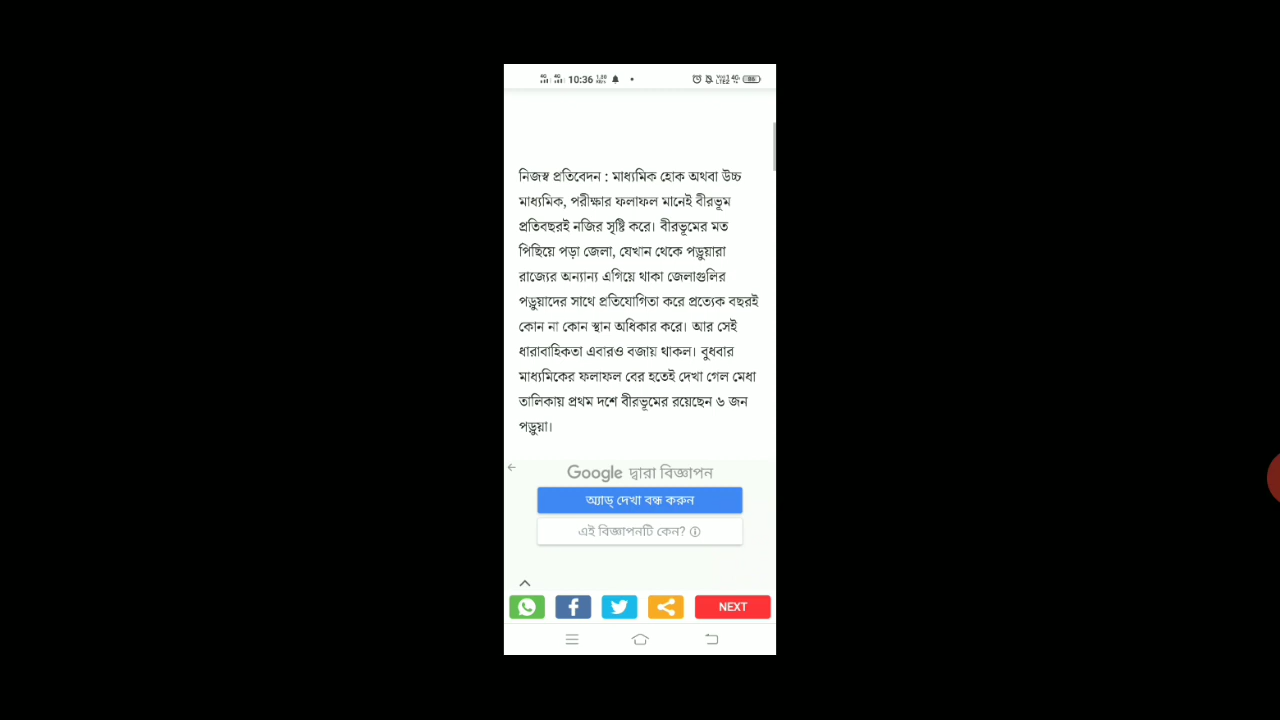 10:36
নিজস্ব প্রতিবেদন : মাধ্যমিক হোক অথবা উচ্চ
মাধ্যমিক, পরীক্ষার ফলাফল মানেই বীরভূম
প্রতিবছরই নজির সৃষ্টি করে। বীরভূমের মত
পিছিয়ে পড়া জেলা, যেখান থেকে পড়ুয়ারা
রাজ্যের অন্যান্য এগিয়ে থাকা জেলাগুলির
পড়ুয়াদের সাথে প্রতিযোগিতা করে প্রত্যেক বছরই
কোন না কোন স্থান অধিকার করে। আর সেই
ধারাবাহিকতা এবারও বজায় থাকল। বুধবার
মাধ্যমিকের ফলাফল বের হতেই দেখা গেল মেধা
তালিকায় প্রথম দশে বীরভূমের রয়েছেন ৬ জন
পড়ুয়া।
Google দ্বারা বিজ্ঞাপন
অ্যাড্ দেখা বন্ধ করুন
এই বিজ্ঞাপনটি কেন?
NEXT